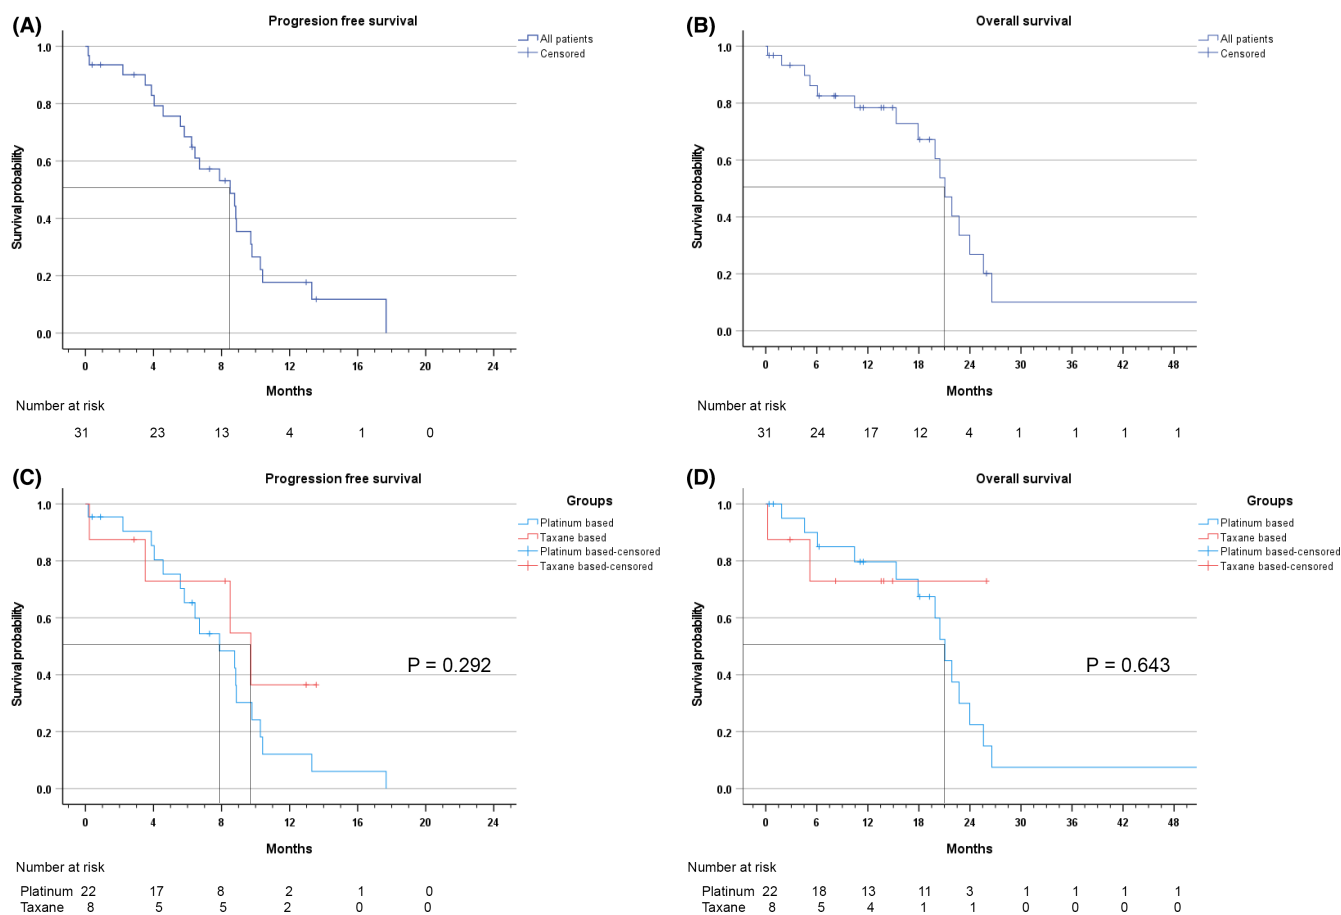 (A)
Progresion free survival
All patients
Censored
Survival probability
1.0
0.8
0.6
0.4
0.2
0.0
0 4 8 12 16 20 24
Months
Number at risk
31 23 13 4 1 0
(B)
Overall survival
All patients
Censored
Survival probability
1.0
0.8
0.6
0.4
0.2
0.0
0 6 12 18 24 30 36 42 48
Months
Number at risk
31 24 17 12 4 1 1 1 1
(C)
Progression free survival
Groups
Platinum based
Taxane based
Platinum based-censored
Taxane based-censored
Survival probability
1.0
0.8
0.6
0.4
0.2
0.0
P = 0.292
0 4 8 12 16 20 24
Months
Number at risk
Platinum 22 17 8 2 1 0
Taxane 8 5 5 2 0 0
(D)
Overall survival
Groups
Platinum based
Taxane based
Platinum based-censored
Taxane based-censored
Survival probability
1.0
0.8
0.6
0.4
0.2
0.0
P = 0.643
0 6 12 18 24 30 36 42 48
Months
Number at risk
Platinum 22 18 13 11 3 1 1 1 1
Taxane 8 5 4 1 1 0 0 0 0